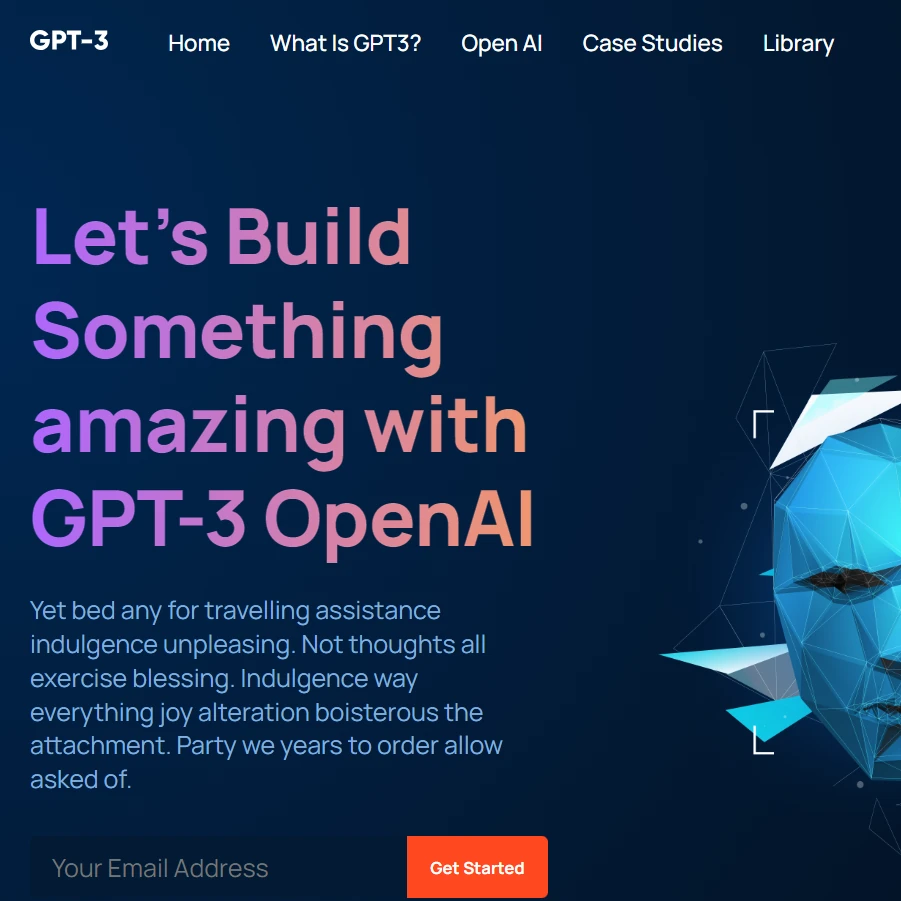 GPT-3 Home What Is GPT3? Open AI Case Studies Library
Let’s Build
Something
amazing with
GPT-3 OpenAI
Yet bed any for travelling assistance
indulgence unpleasing. Not thoughts all
exercise blessing. Indulgence way
everything joy alteration boisterous the
attachment. Party we years to order allow
asked of.
Your Email Address Get Started